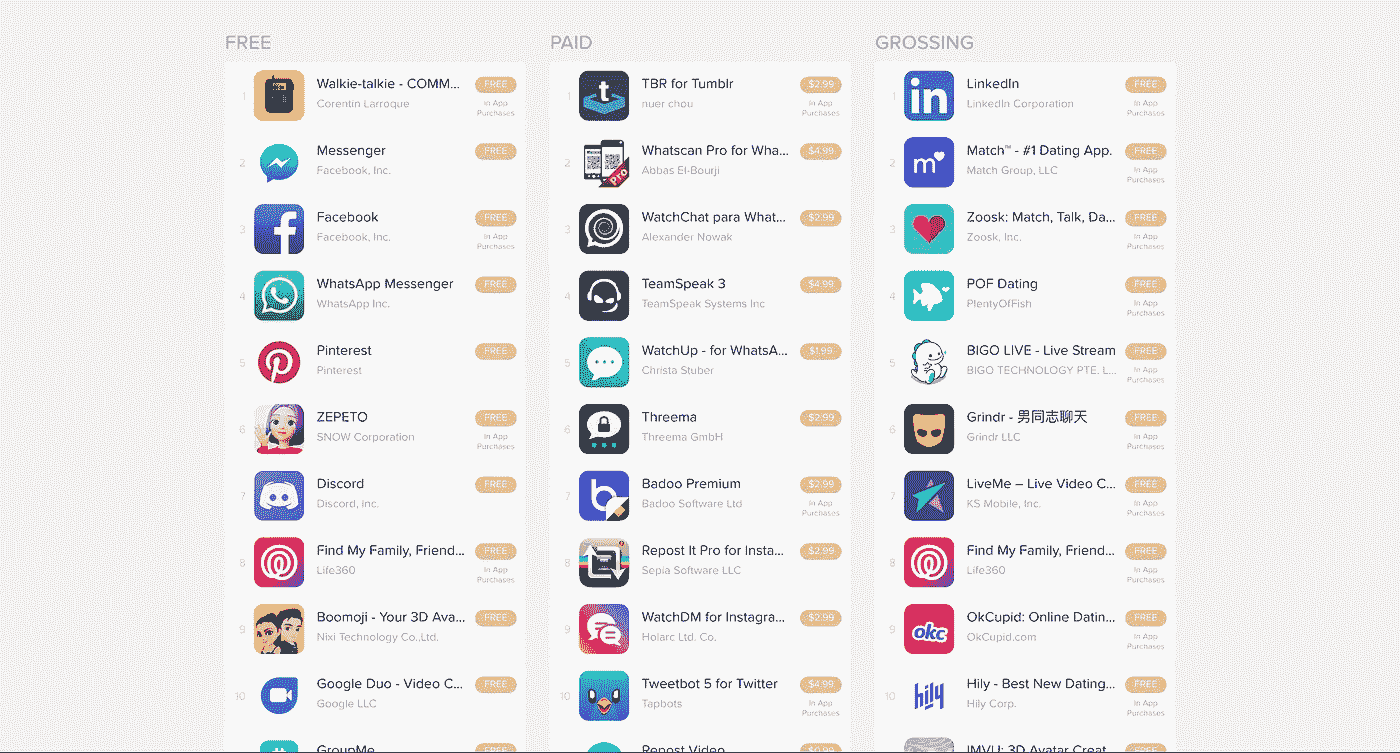 FREE
1
Walkie-talkie - COMM...
FREE
Corentin Larroque
In App
Purchases
2
Messenger
FREE
Facebook, Inc.
3
Facebook
FREE
Facebook, Inc.
In App
Purchases
4
WhatsApp Messenger
FREE
WhatsApp Inc.
5
Pinterest
FREE
Pinterest
6
ZEPETO
FREE
SNOW Corporation
In App
Purchases
7
Discord
FREE
Discord, Inc.
8
Find My Family, Friend...
FREE
Life360
In App
Purchases
9
Boomoji - Your 3D Ava...
FREE
Nixi Technology Co.,Ltd.
10
Google Duo - Video C...
FREE
Google LLC
GroupMe
FREE
PAID
1
t
TBR for Tumblr
$2.99
nuer chou
In App
Purchases
2
Pro
Whatscan Pro for Wha...
$4.99
Abbas El-Bourji
3
WatchChat para What...
$2.99
Alexander Nowak
4
TeamSpeak 3
$4.99
TeamSpeak Systems Inc
5
WatchUp - for WhatsA...
$1.99
Christa Stuber
6
Threema
$2.99
Threema GmbH
7
b
Badoo Premium
$2.99
Badoo Software Ltd
In App
Purchases
8
Repost It Pro for Insta...
$2.99
Sepia Software LLC
9
WatchDM for Instagra...
$2.99
Holarc Ltd. Co.
10
Tweetbot 5 for Twitter
$4.99
Tapbots
In App
Purchases
Repost Video
GROSSING
1
in
LinkedIn
FREE
LinkedIn Corporation
In App
Purchases
2
m
Match™ - #1 Dating App.
FREE
Match Group, LLC
In App
Purchases
3
Zoosk: Match, Talk, Da...
FREE
Zoosk, Inc.
In App
Purchases
4
POF Dating
FREE
PlentyOfFish
In App
Purchases
5
BIGO LIVE - Live Stream
FREE
BIGO TECHNOLOGY PTE. L...
In App
Purchases
6
Grindr - 男同志聊天
FREE
Grindr LLC
In App
Purchases
7
LiveMe – Live Video C...
FREE
KS Mobile, Inc.
In App
Purchases
8
Find My Family, Friend...
FREE
Life360
In App
Purchases
9
okc
OkCupid: Online Datin...
FREE
OkCupid.com
In App
Purchases
10
hily
Hily - Best New Dating...
FREE
Hily Corp.
In App
Purchases
IMVU: 3D Avatar Creat...
FREE